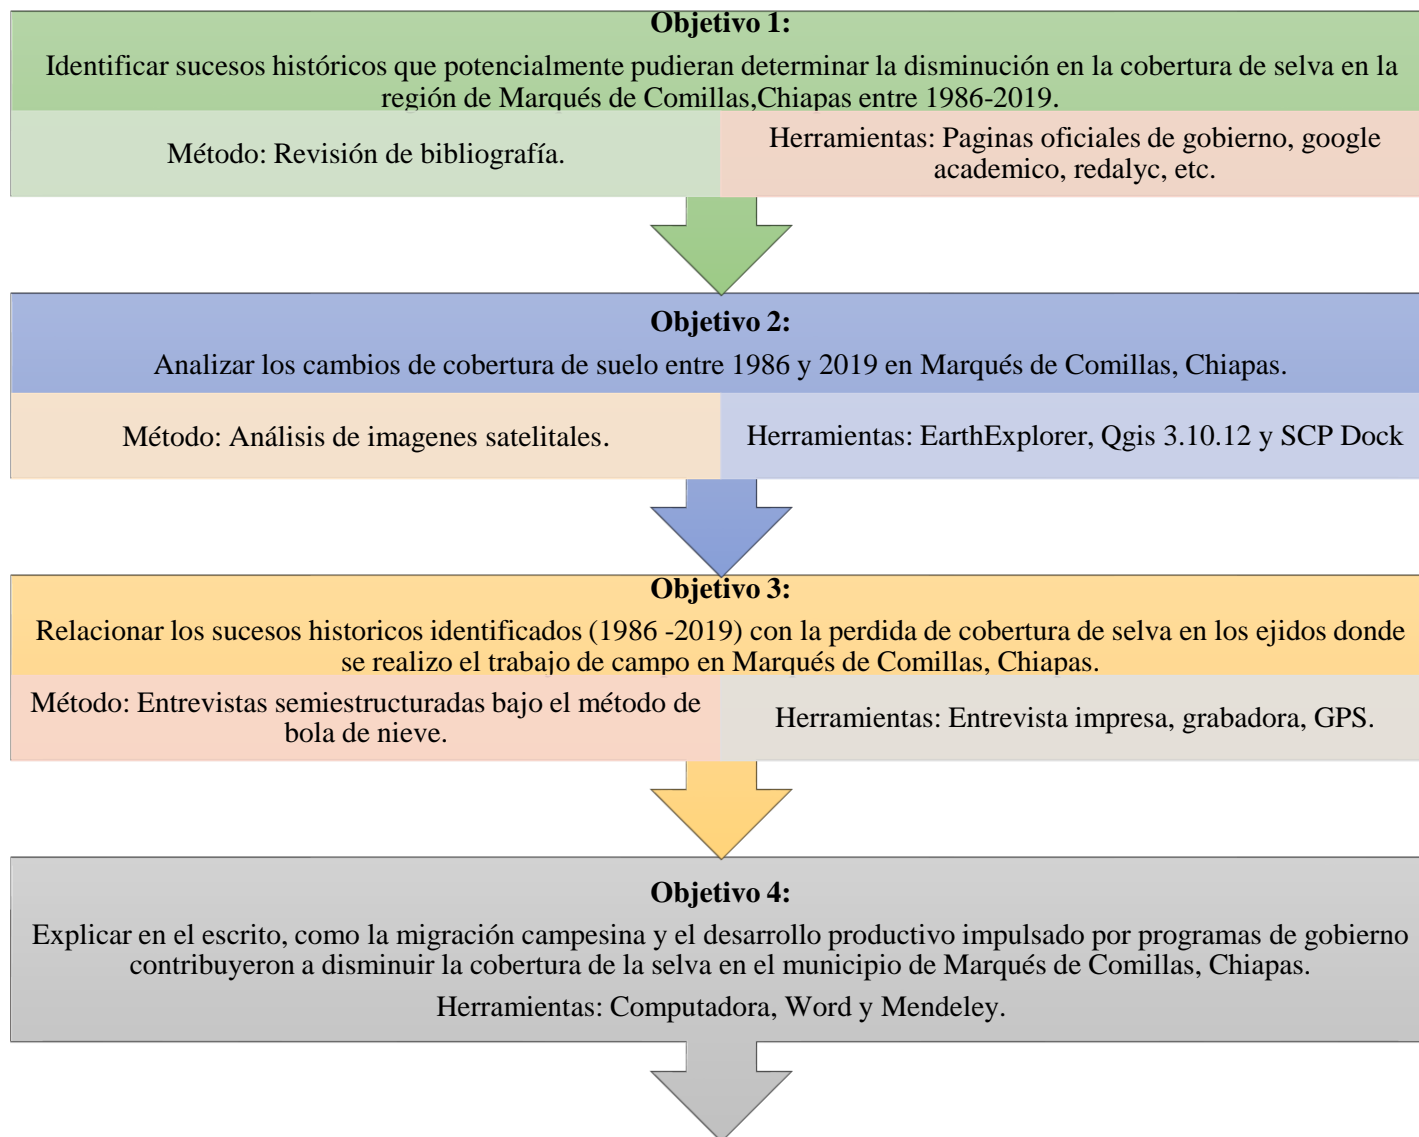 Objetivo 1:
Identificar sucesos históricos que potencialmente pudieran determinar la disminución en la cobertura de selva en la
región de Marqués de Comillas,Chiapas entre 1986-2019.
Método: Revisión de bibliografía.
Herramientas: Paginas oficiales de gobierno, google
academico, redalyc, etc.
Objetivo 2:
Analizar los cambios de cobertura de suelo entre 1986 y 2019 en Marqués de Comillas, Chiapas.
Método: Análisis de imagenes satelitales.
Herramientas: EarthExplorer, Qgis 3.10.12 y SCP Dock
Objetivo 3:
Relacionar los sucesos historicos identificados (1986 -2019) con la perdida de cobertura de selva en los ejidos donde
se realizo el trabajo de campo en Marqués de Comillas, Chiapas.
Método: Entrevistas semiestructuradas bajo el método de
bola de nieve.
Herramientas: Entrevista impresa, grabadora, GPS.
Objetivo 4:
Explicar en el escrito, como la migración campesina y el desarrollo productivo impulsado por programas de gobierno
contribuyeron a disminuir la cobertura de la selva en el municipio de Marqués de Comillas, Chiapas.
Herramientas: Computadora, Word y Mendeley.